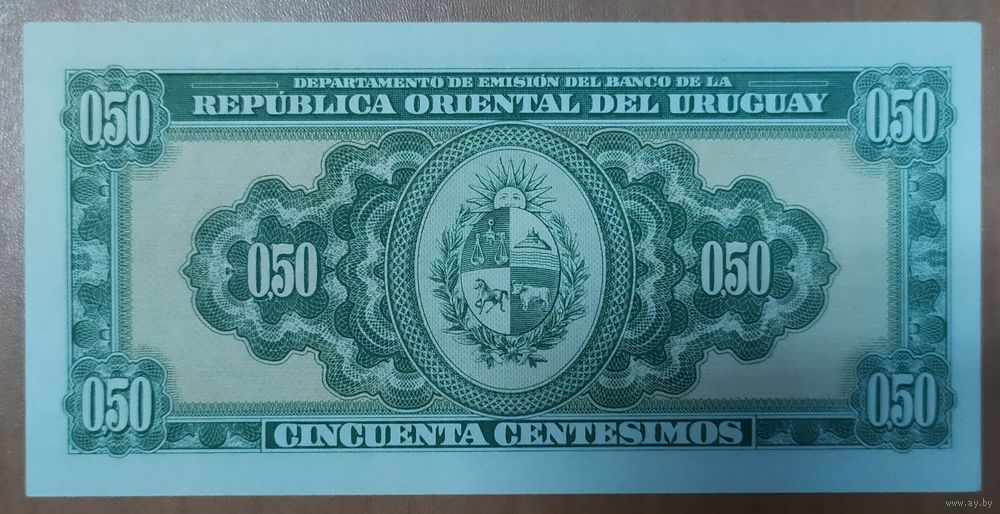 DEPARTAMENTO DE EMISIÓN DEL BANCO DE LA
REPÚBLICA ORIENTAL DEL URUGUAY
0,50 0,50
0,50 0,50
0,50 0,50
CINCUENTA CENTESIMOS
www.ay.by